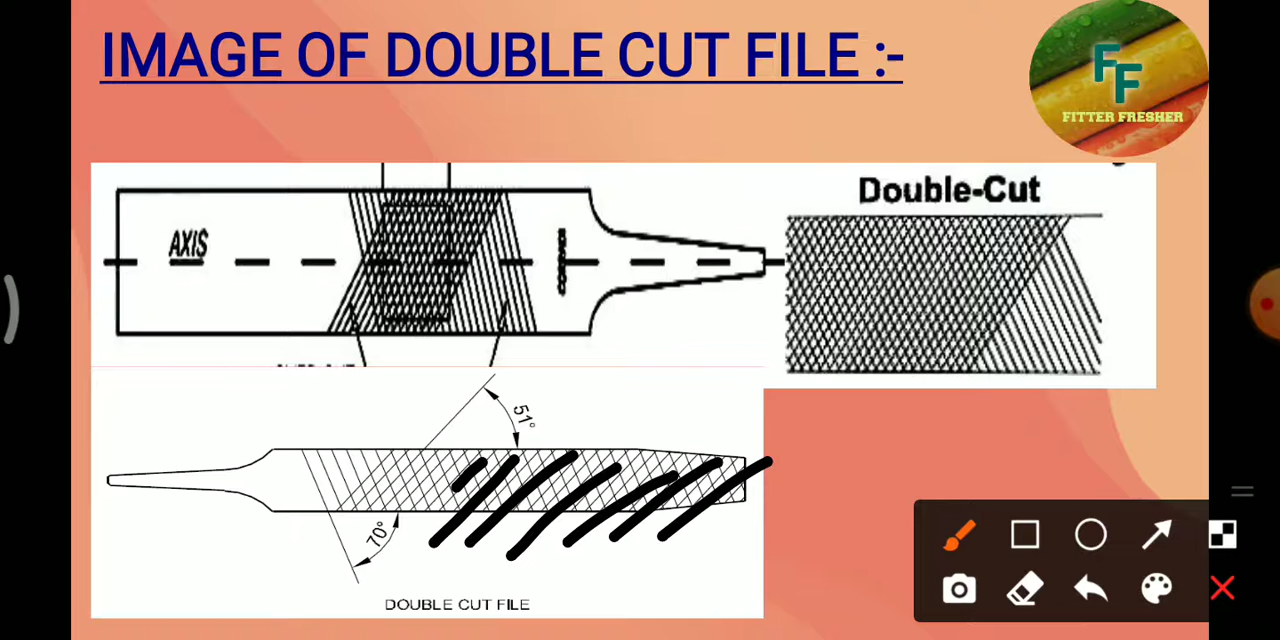 IMAGE OF DOUBLE CUT FILE :-
FF
FITTER FRESHER
AXIS
Double-Cut
51°
70°
DOUBLE CUT FILE